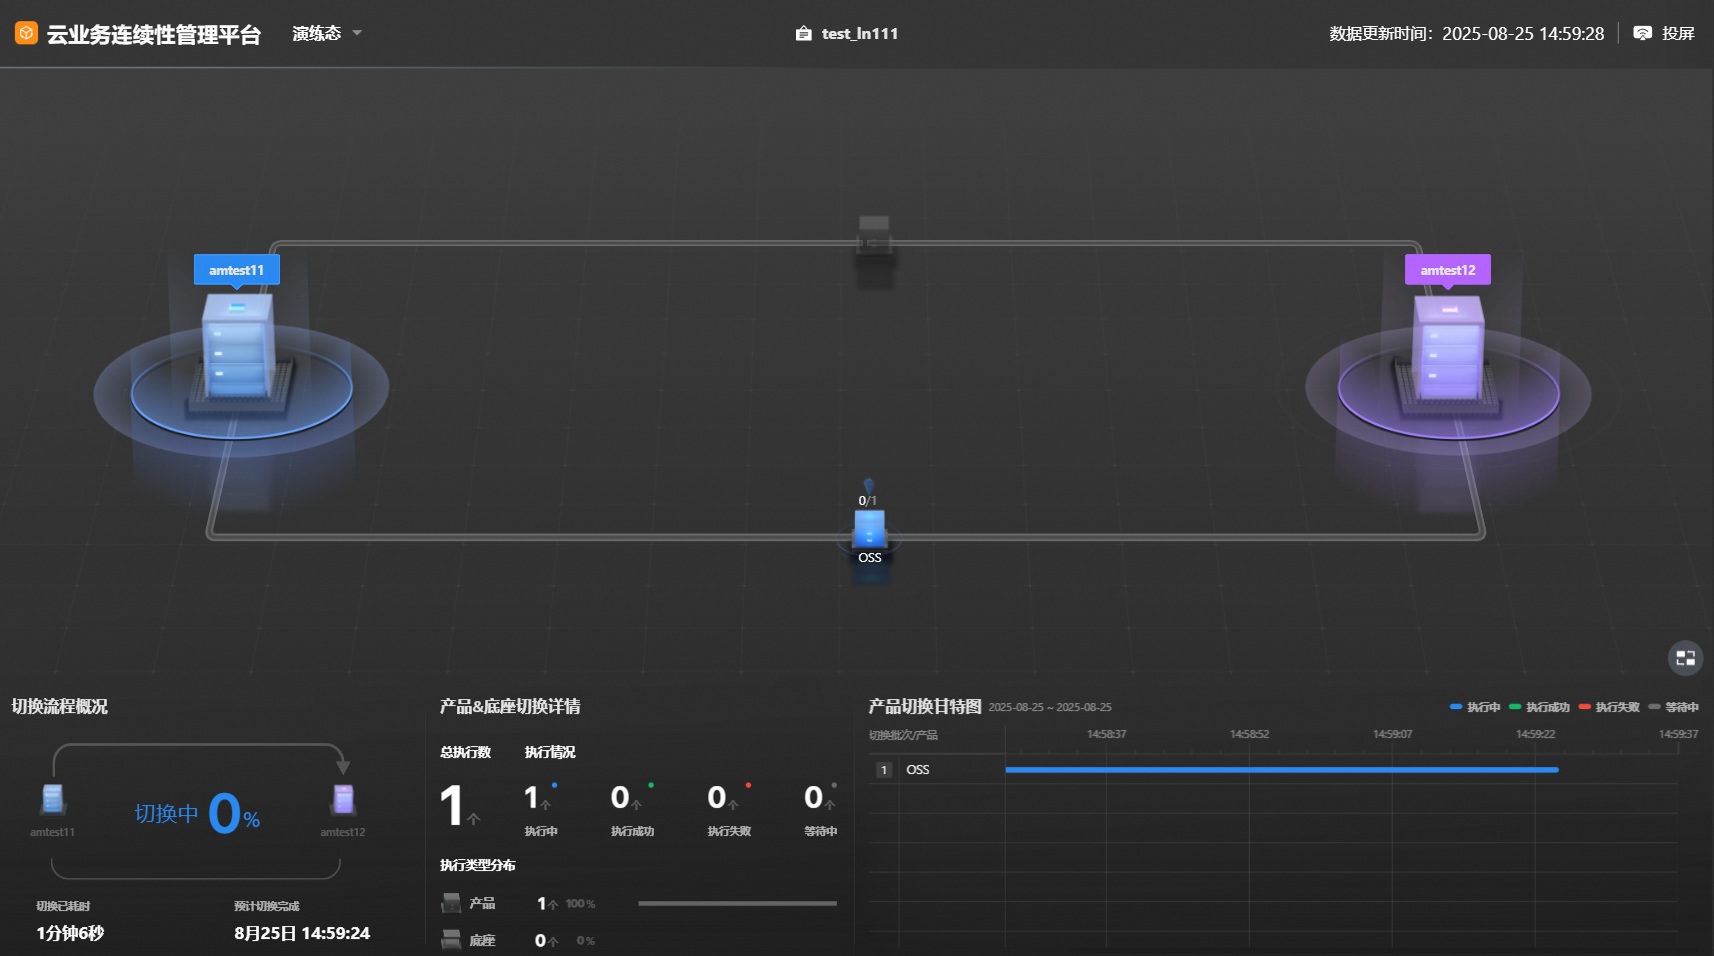 云业务连续性管理平台 演练态 test_ln111 数据更新时间：2025-08-25 14:59:28 投屏
amtest11
amtest12
0/1
OSS
切换流程概况
amtest11
切换中 0%
amtest12
切换已耗时
1分钟6秒
预计切换完成
8月25日 14:59:24
产品&底座切换详情
总执行数
1个
执行情况
1个
执行中
0个
执行成功
0个
执行失败
0个
等待中
执行类型分布
产品 1个 100%
底座 0个 0%
产品切换甘特图 2025-08-25 ~ 2025-08-25
执行中 执行成功 执行失败 等待中
切换批次/产品 14:58:37 14:58:52 14:59:07 14:59:22 14:59:37
1 OSS